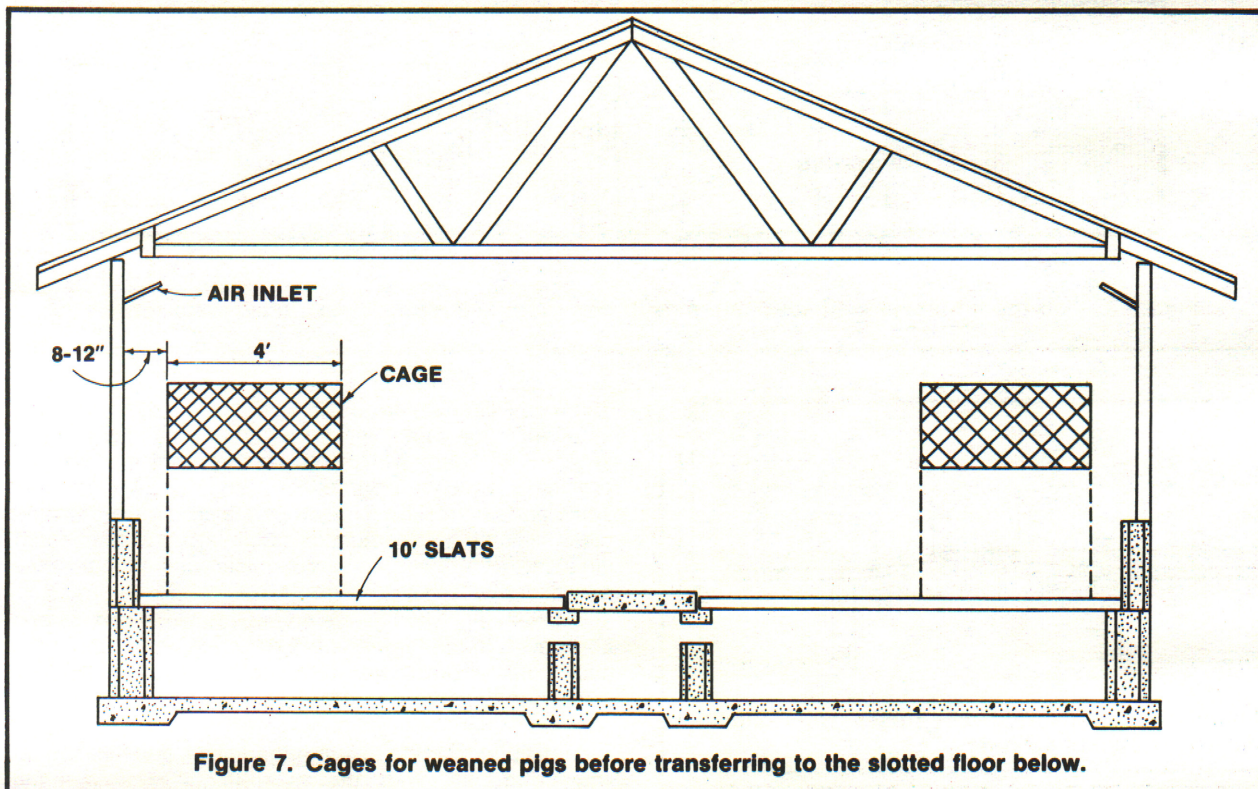 AIR INLET
8-12"
4'
CAGE
10' SLATS
Figure 7. Cages for weaned pigs before transferring to the slotted floor below.